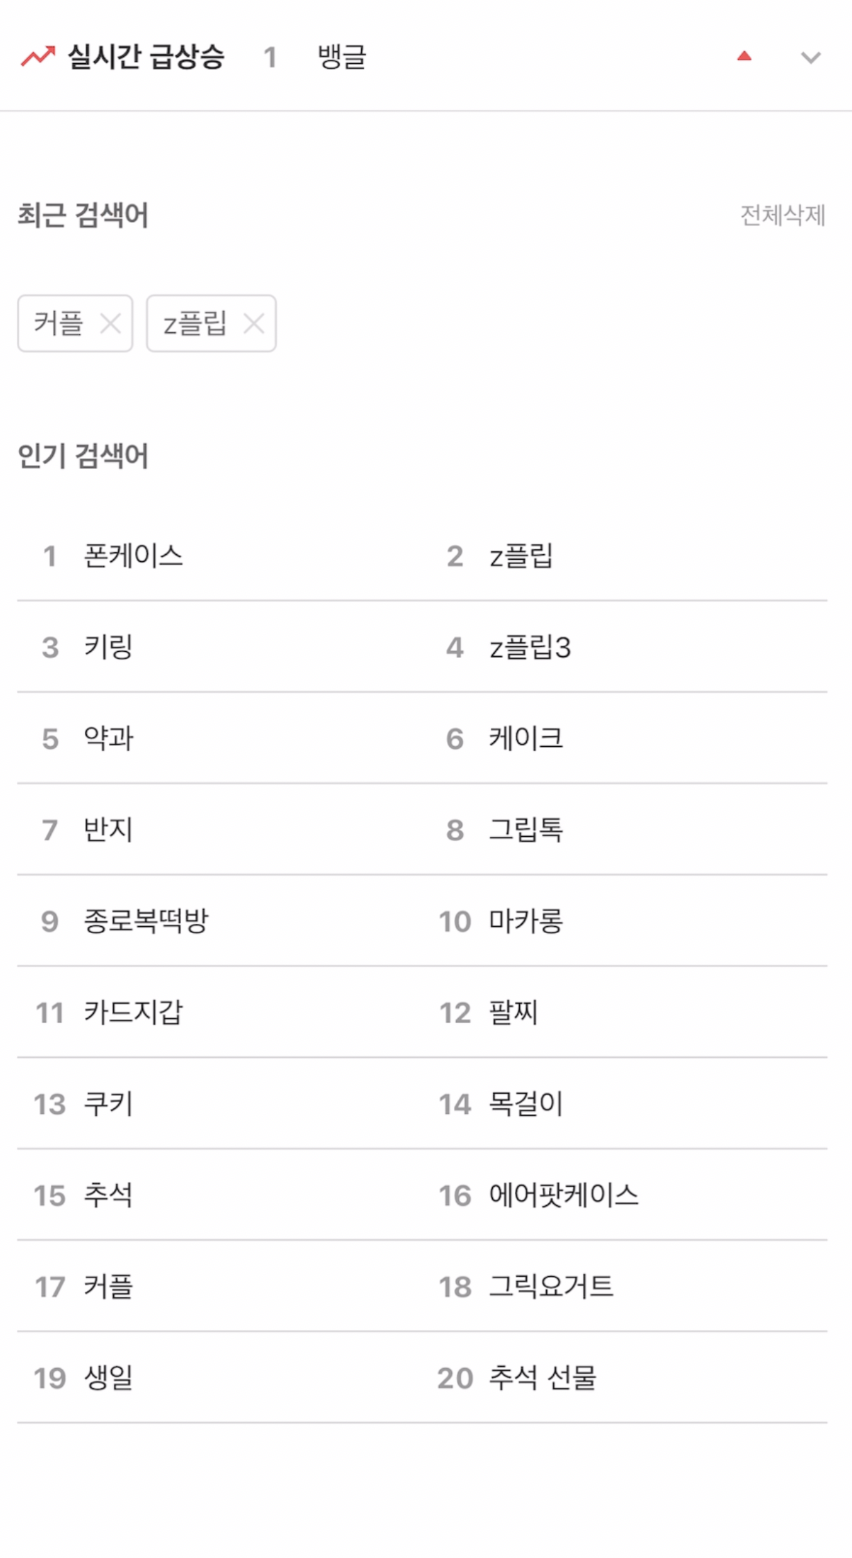 실시간 급상승 1 뱅글
최근 검색어 전체삭제
커플 z플립
인기 검색어
1 폰케이스 2 z플립
3 키링 4 z플립3
5 약과 6 케이크
7 반지 8 그립톡
9 종로복떡방 10 마카롱
11 카드지갑 12 팔찌
13 쿠키 14 목걸이
15 추석 16 에어팟케이스
17 커플 18 그릭요거트
19 생일 20 추석 선물